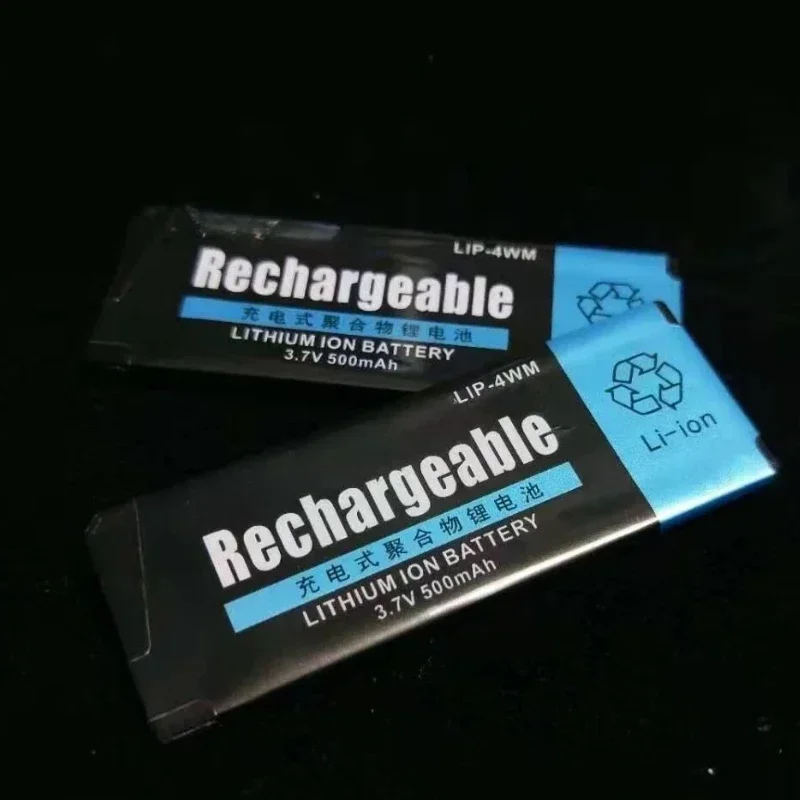 LIP-4WM
Rechargeable
充电式聚合物锂电池
LITHIUM ION BATTERY
3.7V 500mAh
LIP-4WM
Rechargeable
充电式聚合物锂电池
LITHIUM ION BATTERY
3.7V 500mAh
Li-ion